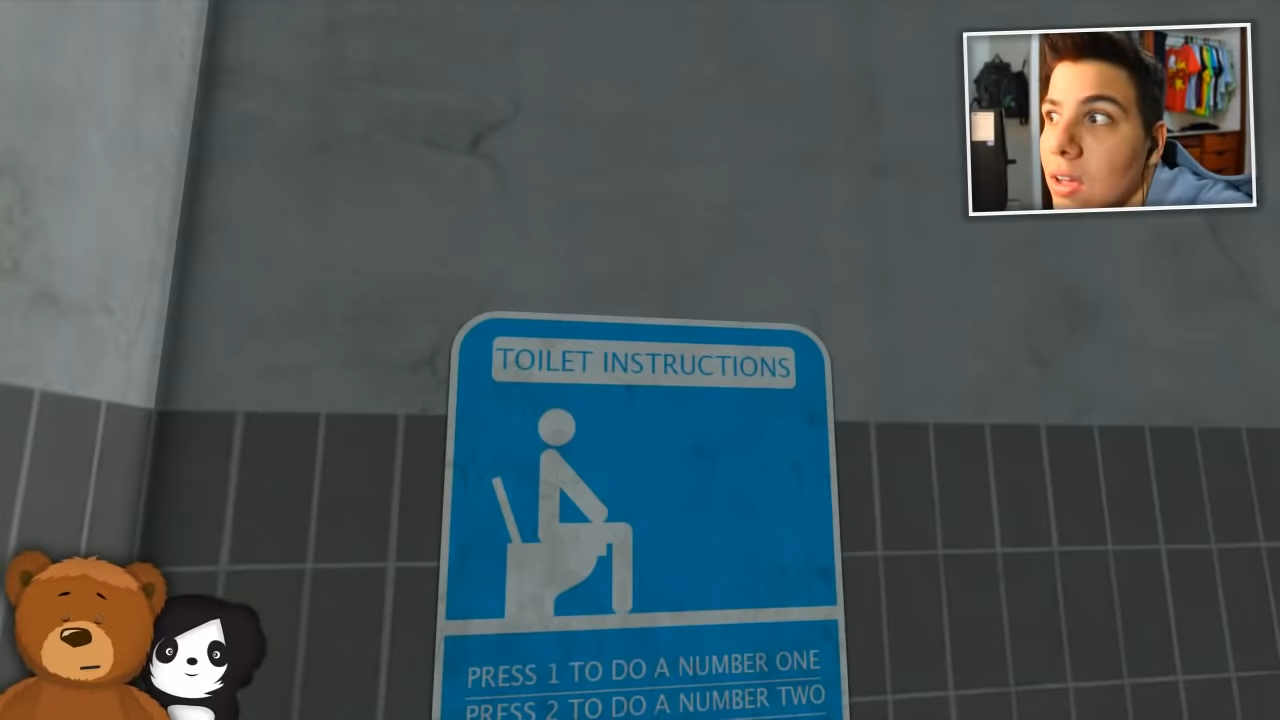 TOILET INSTRUCTIONS
PRESS 1 TO DO A NUMBER ONE
PRESS 2 TO DO A NUMBER TWO